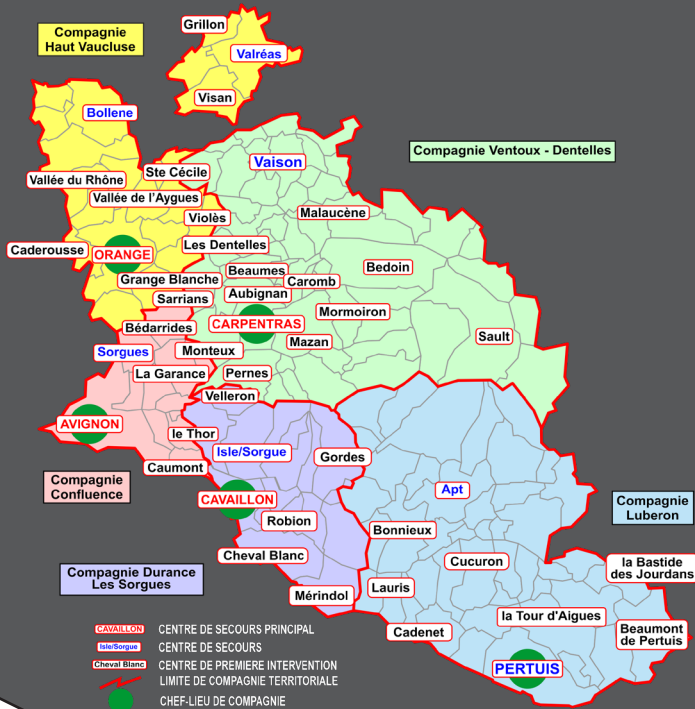 Compagnie
Haut Vaucluse
Grillon
Valréas
Visan
Bollene
Compagnie Ventoux - Dentelles
Vaison
Ste Cécile
Vallée du Rhône
Vallée de l'Aygues
Malaucène
Violès
Caderousse
ORANGE
Les Dentelles
Beaumes
Bedoin
Grange Blanche
Caromb
Aubignan
Sarrians
Mormoiron
Bédarrides
CARPENTRAS
Sault
Mazan
Sorgues
Monteux
La Garance
Pernes
Velleron
AVIGNON
le Thor
Isle/Sorgue
Gordes
Caumont
Compagnie
Confluence
Apt
CAVAILLON
Compagnie
Luberon
Robion
Bonnieux
Cheval Blanc
Cucuron
la Bastide
des Jourdans
Compagnie Durance
Les Sorgues
Mérindol
Lauris
la Tour d'Aigues
Cadenet
Beaumont
de Pertuis
PERTUIS
CAVAILLON CENTRE DE SECOURS PRINCIPAL
Isle/Sorgue CENTRE DE SECOURS
Cheval Blanc CENTRE DE PREMIERE INTERVENTION
LIMITE DE COMPAGNIE TERRITORIALE
CHEF-LIEU DE COMPAGNIE